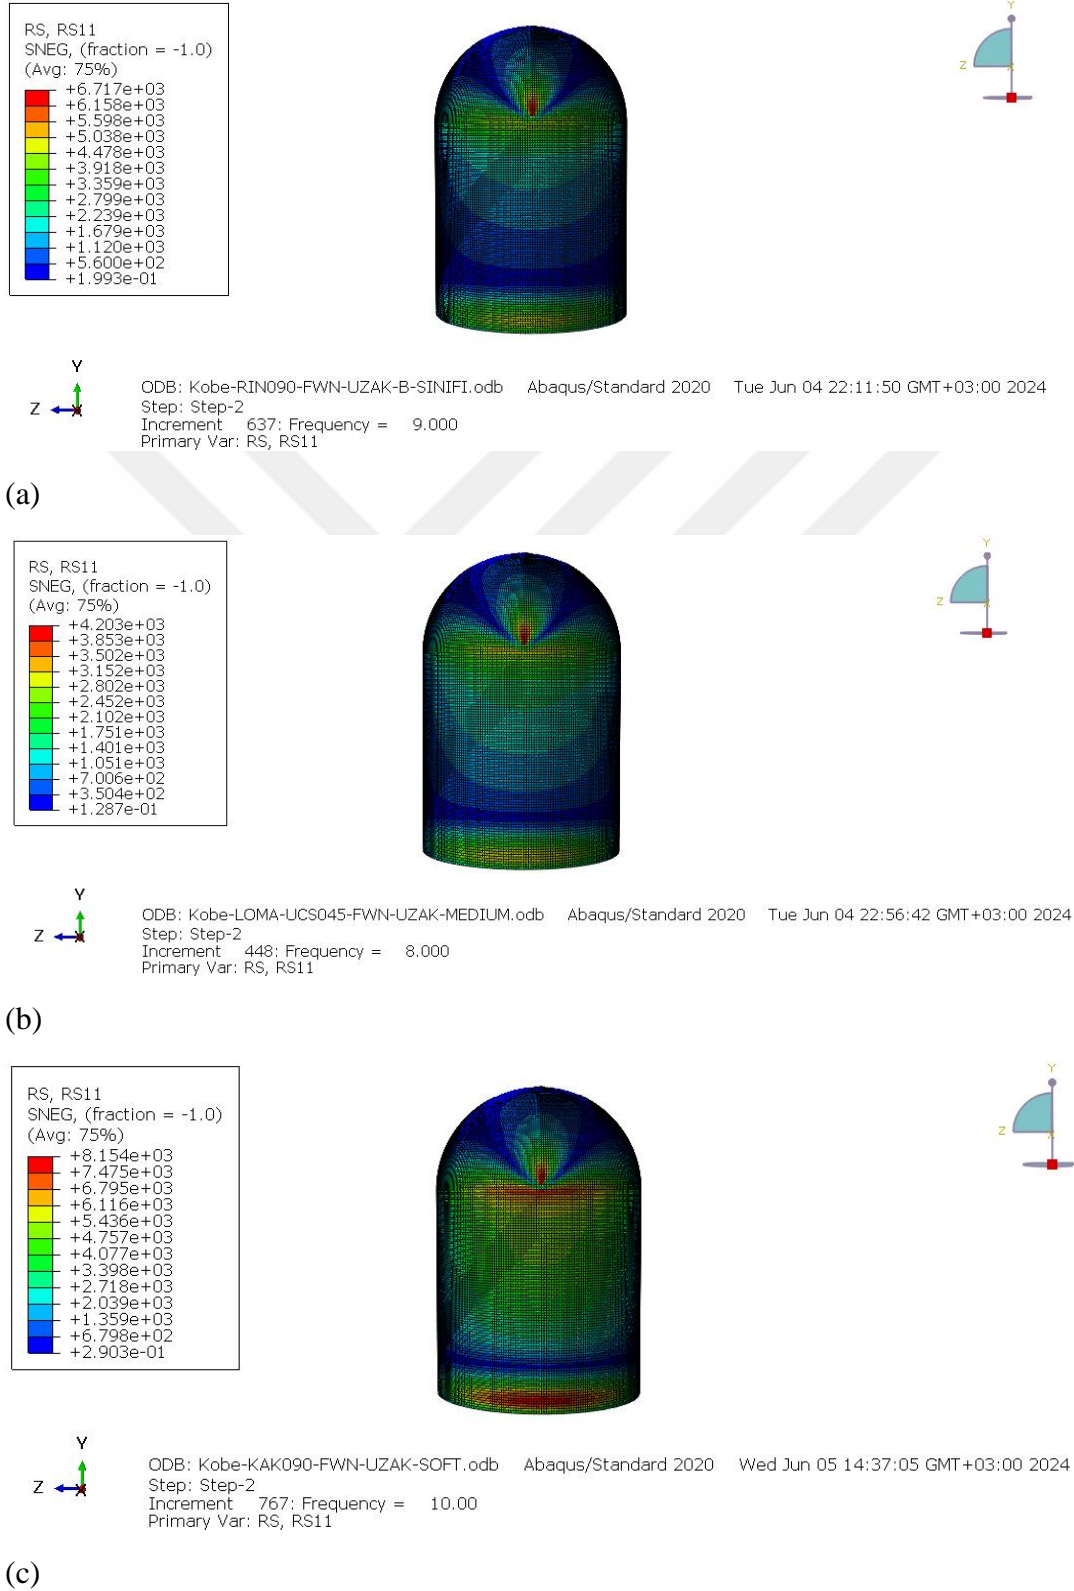 RS, RS11
SNEG, (fraction = -1.0)
(Avg: 75%)
+6.717e+03
+6.158e+03
+5.598e+03
+5.038e+03
+4.478e+03
+3.918e+03
+3.359e+03
+2.799e+03
+2.239e+03
+1.679e+03
+1.120e+03
+5.600e+02
+1.993e-01
Y
Z
X
Y
Z
X
ODB: Kobe-RIN090-FWN-UZAK-B-SINIFI.odb Abaqus/Standard 2020 Tue Jun 04 22:11:50 GMT+03:00 2024
Step: Step-2
Increment 637: Frequency = 9.000
Primary Var: RS, RS11
(a)
RS, RS11
SNEG, (fraction = -1.0)
(Avg: 75%)
+4.203e+03
+3.853e+03
+3.502e+03
+3.152e+03
+2.802e+03
+2.452e+03
+2.102e+03
+1.751e+03
+1.401e+03
+1.051e+03
+7.006e+02
+3.504e+02
+1.287e-01
Y
Z
X
Y
Z
X
ODB: Kobe-LOMA-UCS045-FWN-UZAK-MEDIUM.odb Abaqus/Standard 2020 Tue Jun 04 22:56:42 GMT+03:00 2024
Step: Step-2
Increment 448: Frequency = 8.000
Primary Var: RS, RS11
(b)
RS, RS11
SNEG, (fraction = -1.0)
(Avg: 75%)
+8.154e+03
+7.475e+03
+6.795e+03
+6.116e+03
+5.436e+03
+4.757e+03
+4.077e+03
+3.398e+03
+2.718e+03
+2.039e+03
+1.359e+03
+6.798e+02
+2.903e-01
Y
Z
X
Y
Z
X
ODB: Kobe-KAK090-FWN-UZAK-SOFT.odb Abaqus/Standard 2020 Wed Jun 05 14:37:05 GMT+03:00 2024
Step: Step-2
Increment 767: Frequency = 10.00
Primary Var: RS, RS11
(c)